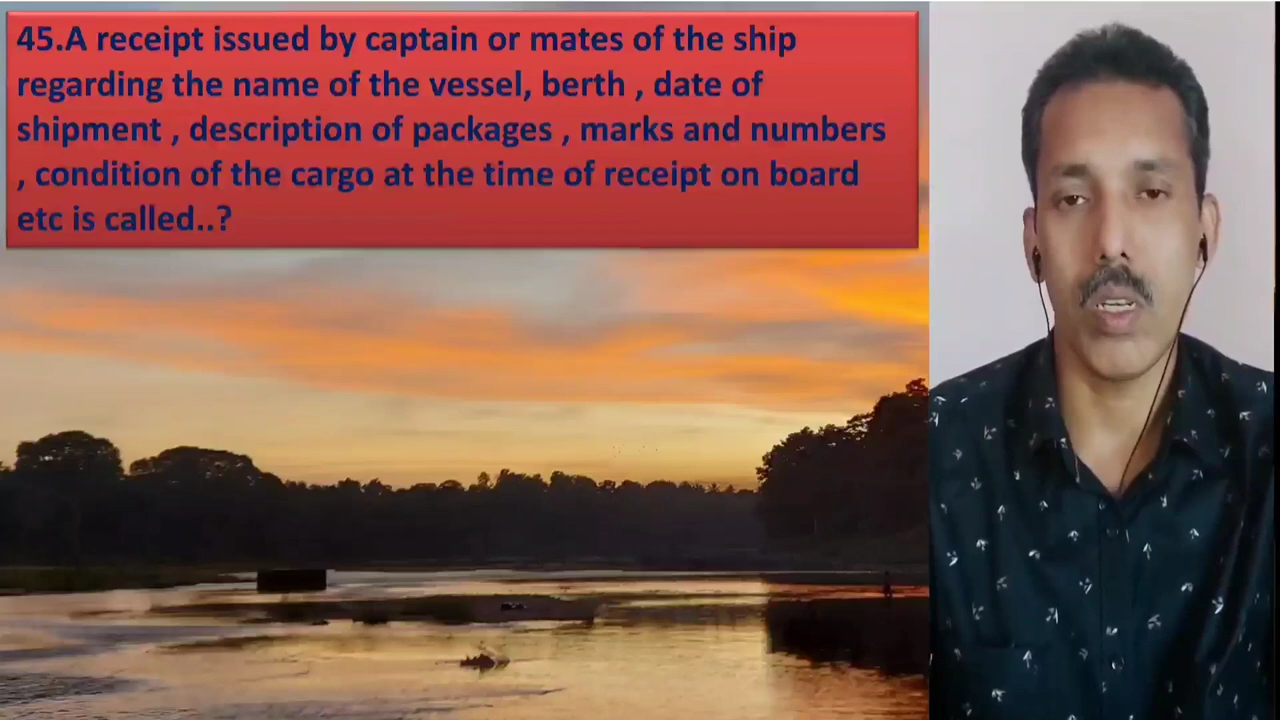 45.A receipt issued by captain or mates of the ship
regarding the name of the vessel, berth , date of
shipment , description of packages , marks and numbers
, condition of the cargo at the time of receipt on board
etc is called..?